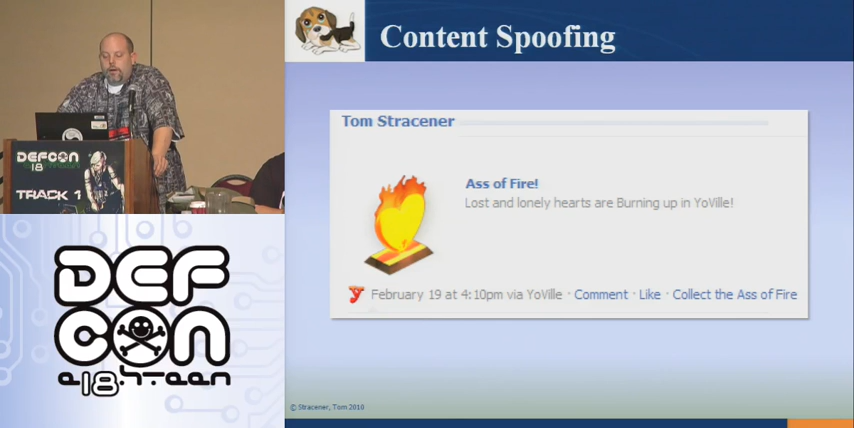 Content Spoofing
Tom Stracener
Ass of Fire!
Lost and lonely hearts are Burning up in YoVille!
y February 19 at 4:10pm via YoVille · Comment · Like · Collect the Ass of Fire
© Stracener, Tom 2010
DEFCON
18
TRACK 1
DEF
CON
e18hteen